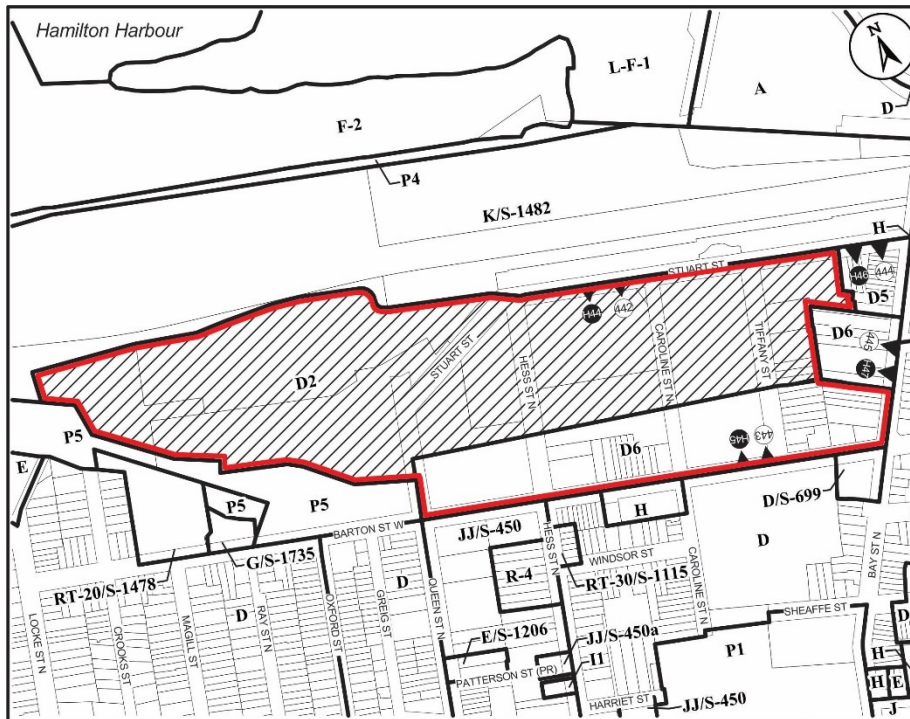 Hamilton Harbour
N
L-F-1
A
D
F-2
P4
K/S-1482
H
STUART ST
H46
444
D5
H44
442
D6
445
H47
STUART ST
HESS ST N
CAROLINE ST N
TIFFANY ST
D2
P5
E
D6
H45
443
P5
P5
D/S-699
H
JJ/S-450
BARTON ST W
G/S-1735
RT-20/S-1478
D
D
R-4
HESS ST N
WINDSOR ST
RT-30/S-1115
D
CAROLINE ST N
BAY ST N
SHEAFFE ST
LOCKE ST N
CROOKS ST
MAGILL ST
RAY ST N
OXFORD ST
GREIG ST
QUEEN ST N
E/S-1206
JJ/S-450a
PATTERSON ST (PR)
I1
P1
HARRIET ST
JJ/S-450
D
H
H
E
J